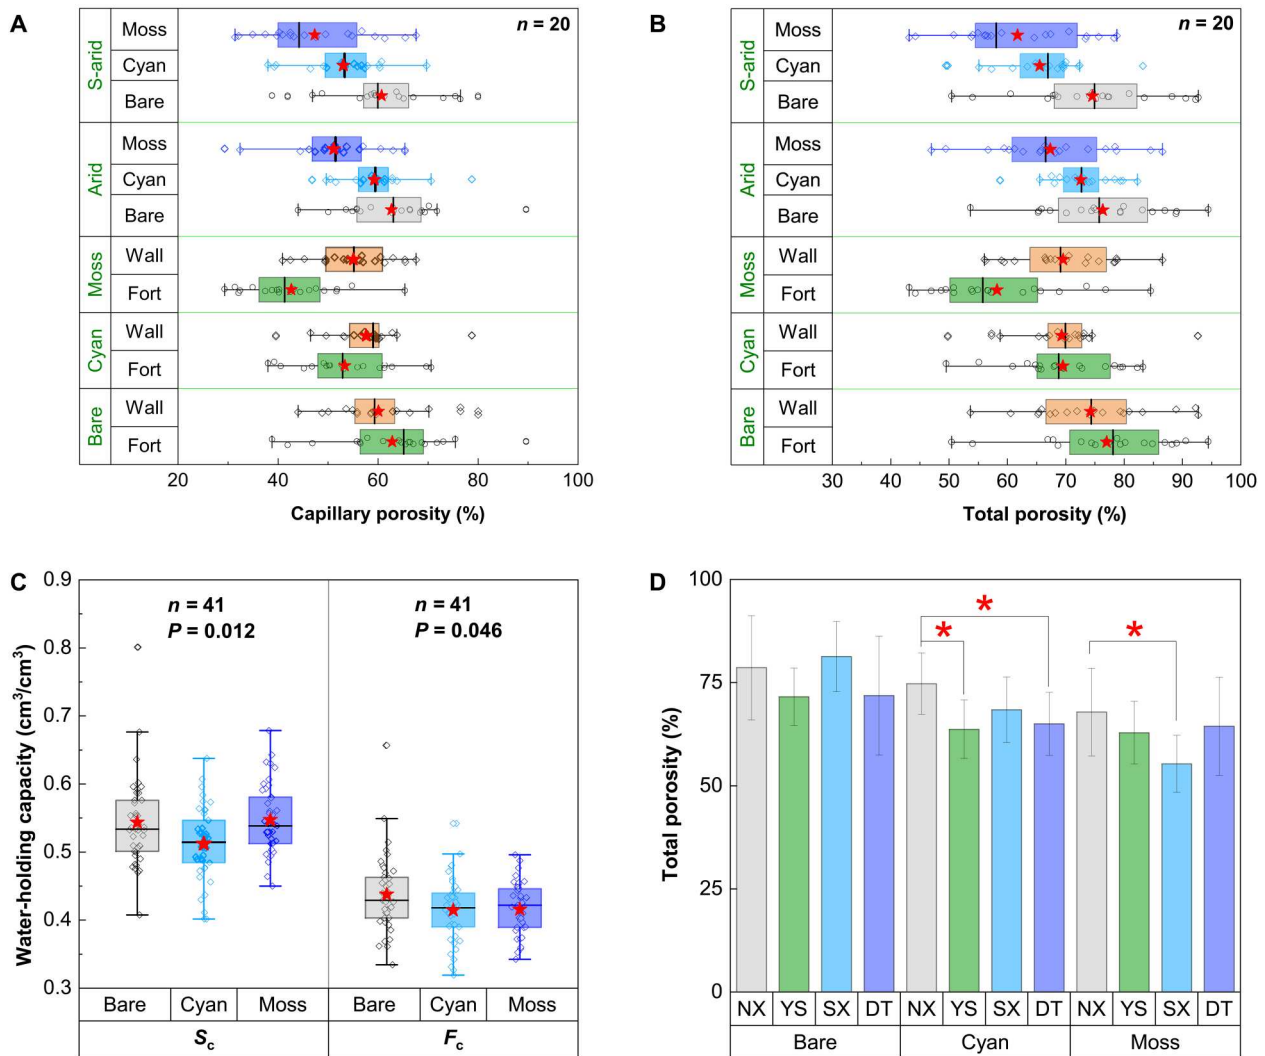 A
n = 20
S-arid
Moss
Cyan
Bare
Arid
Moss
Cyan
Bare
Moss
Wall
Fort
Cyan
Wall
Fort
Bare
Wall
Fort
20 40 60 80 100
Capillary porosity (%)
B
n = 20
S-arid
Moss
Cyan
Bare
Arid
Moss
Cyan
Bare
Moss
Wall
Fort
Cyan
Wall
Fort
Bare
Wall
Fort
30 40 50 60 70 80 90 100
Total porosity (%)
C
Water-holding capacity (cm³/cm³)
0.9
0.8
0.7
0.6
0.5
0.4
0.3
n = 41
P = 0.012
n = 41
P = 0.046
Bare Cyan Moss Bare Cyan Moss
Sc Fc
D
Total porosity (%)
100
75
50
25
0
* * *
NX YS SX DT NX YS SX DT NX YS SX DT
Bare Cyan Moss